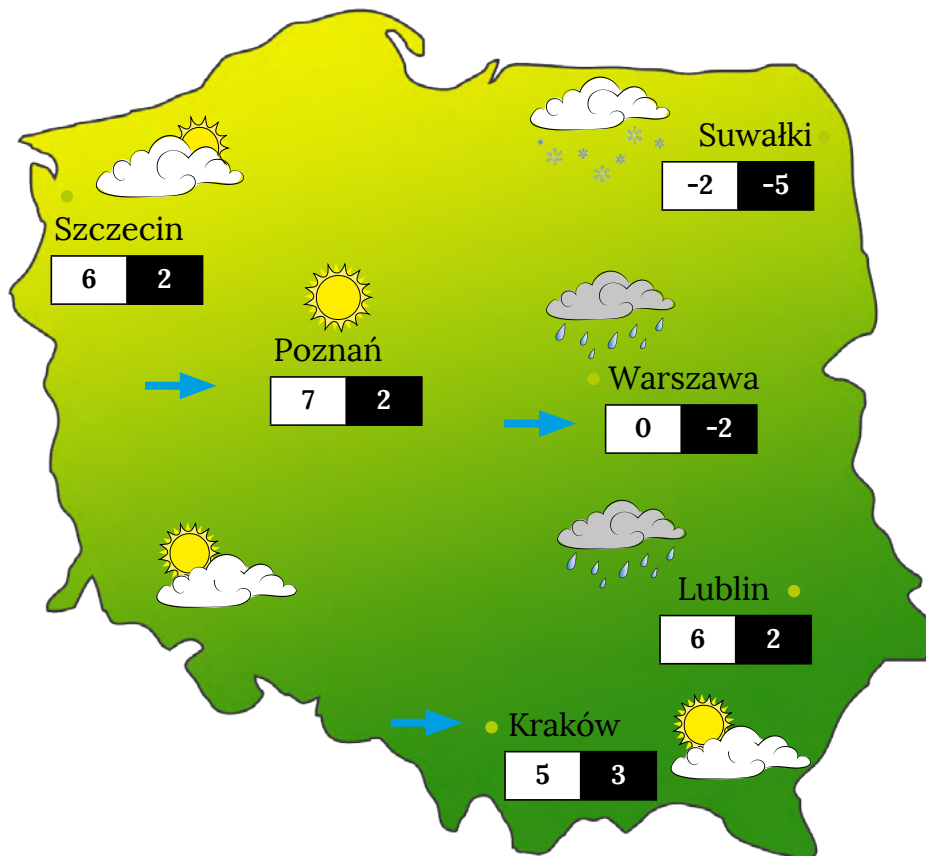 Suwałki
-2 -5
Szczecin
6 2
Poznań
7 2
Warszawa
0 -2
Lublin
6 2
Kraków
5 3